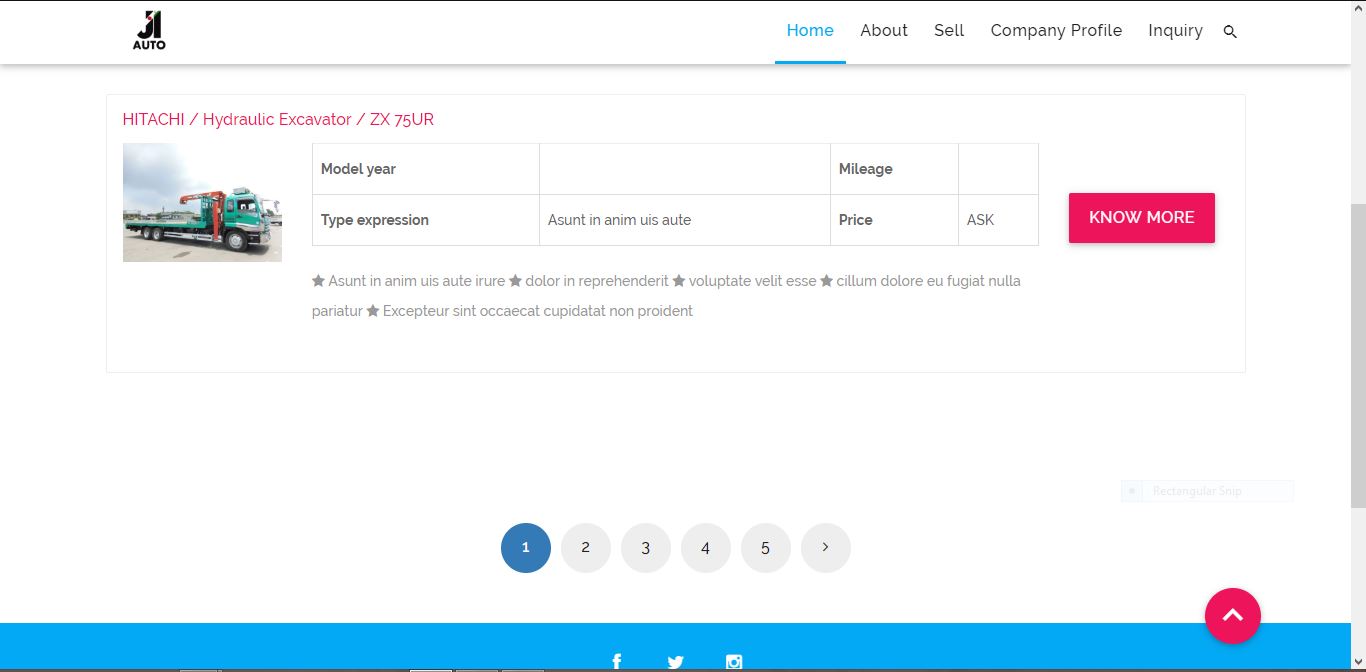 JI
AUTO
Home About Sell Company Profile Inquiry
HITACHI / Hydraulic Excavator / ZX 75UR
Model year Mileage
Type expression Asunt in anim uis aute Price ASK
KNOW MORE
Asunt in anim uis aute irure dolor in reprehenderit voluptate velit esse cillum dolore eu fugiat nulla
pariatur Excepteur sint occaecat cupidatat non proident
Rectangular Snip
1 2 3 4 5